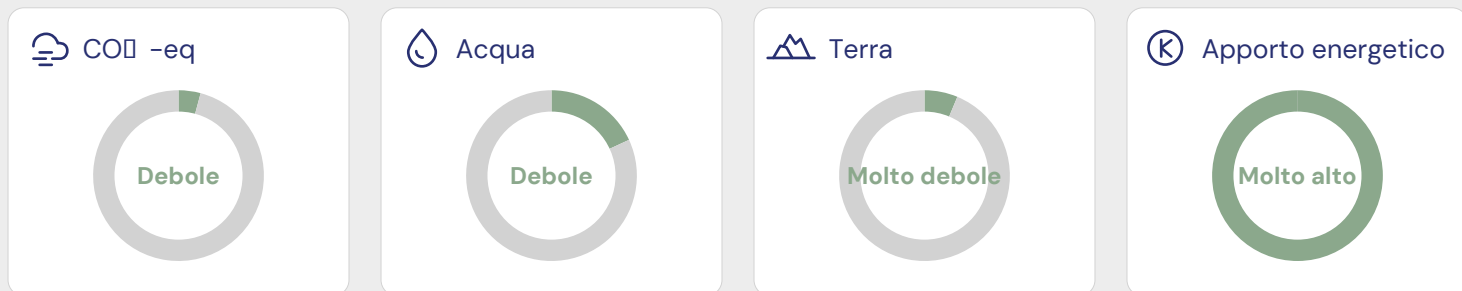 CO▯ -eq
Debole
Acqua
Debole
Terra
Molto debole
Apporto energetico
Molto alto